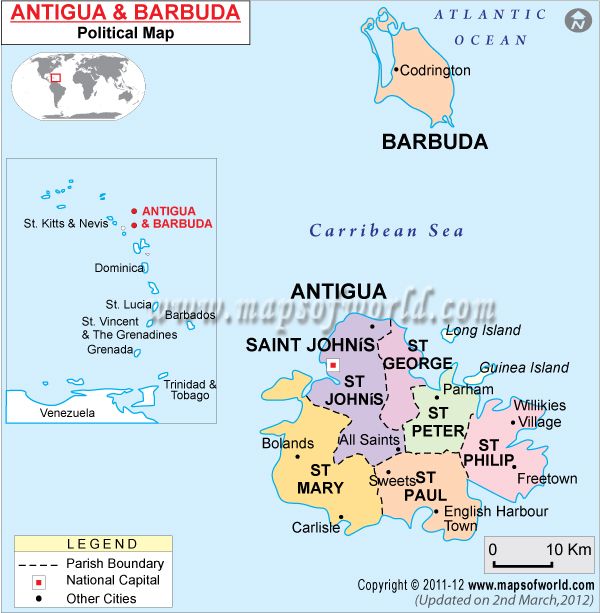 ANTIGUA & BARBUDA
Political Map
ATLANTIC
OCEAN
N
Codrington
BARBUDA
ANTIGUA
& BARBUDA
St. Kitts & Nevis
Dominica
St. Lucia
St. Vincent
& The Grenadines
Barbados
Grenada
Trinidad &
Tobago
Venezuela
Carribean Sea
www.mapsofworld.com
ANTIGUA
SAINT JOHNíS
ST
GEORGE
Long Island
Guinea Island
ST
JOHNíS
Parham
ST
PETER
Willikies
Village
Bolands
All Saints
ST
PHILIP
ST
MARY
Sweets
ST
PAUL
Freetown
Carlisle
English Harbour
Town
LEGEND
Parish Boundary
National Capital
Other Cities
0 10 Km
Copyright © 2011-12 www.mapsofworld.com
(Updated on 2nd March,2012)